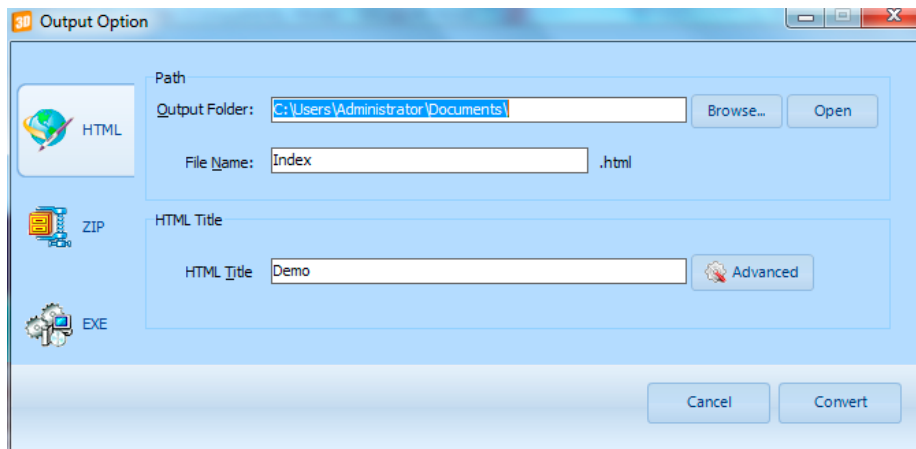 3D Output Option
HTML
ZIP
EXE
Path
Output Folder: C:\Users\Administrator\Documents\ Browse... Open
File Name: Index .html
HTML Title
HTML Title Demo Advanced
Cancel Convert